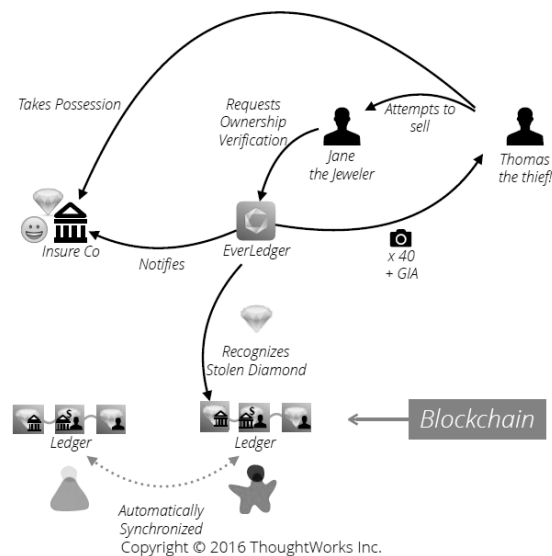 Takes Possession
Requests
Ownership
Verification
Attempts to
sell
Jane
the Jeweler
Thomas
the thief!
Insure Co
Notifies
EverLedger
x 40
+ GIA
Recognizes
Stolen Diamond
Ledger
Ledger
Blockchain
Automatically
Synchronized
Copyright © 2016 ThoughtWorks Inc.